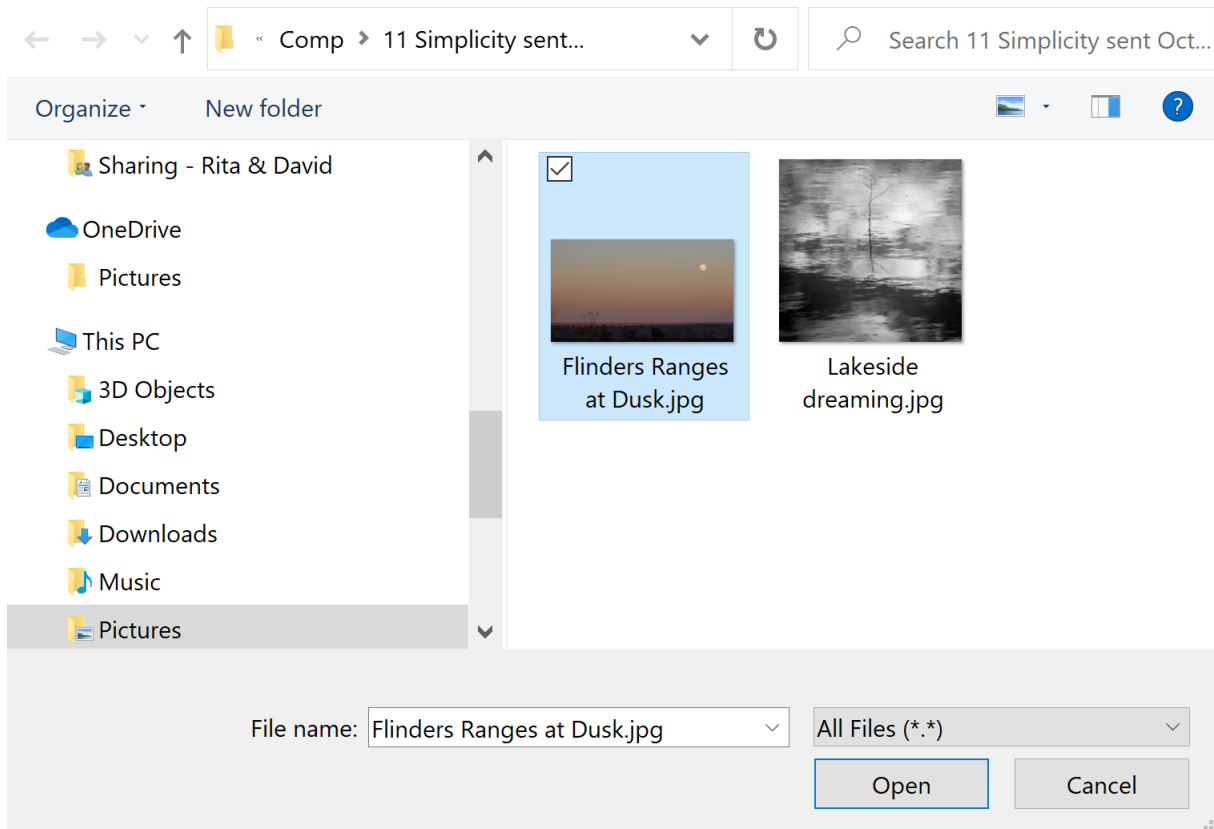 « Comp > 11 Simplicity sent...
Search 11 Simplicity sent Oct...
Organize
New folder
?
Sharing - Rita & David
OneDrive
Pictures
This PC
3D Objects
Desktop
Documents
Downloads
Music
Pictures
Flinders Ranges
at Dusk.jpg
Lakeside
dreaming.jpg
File name: Flinders Ranges at Dusk.jpg
All Files (*.*)
Open
Cancel